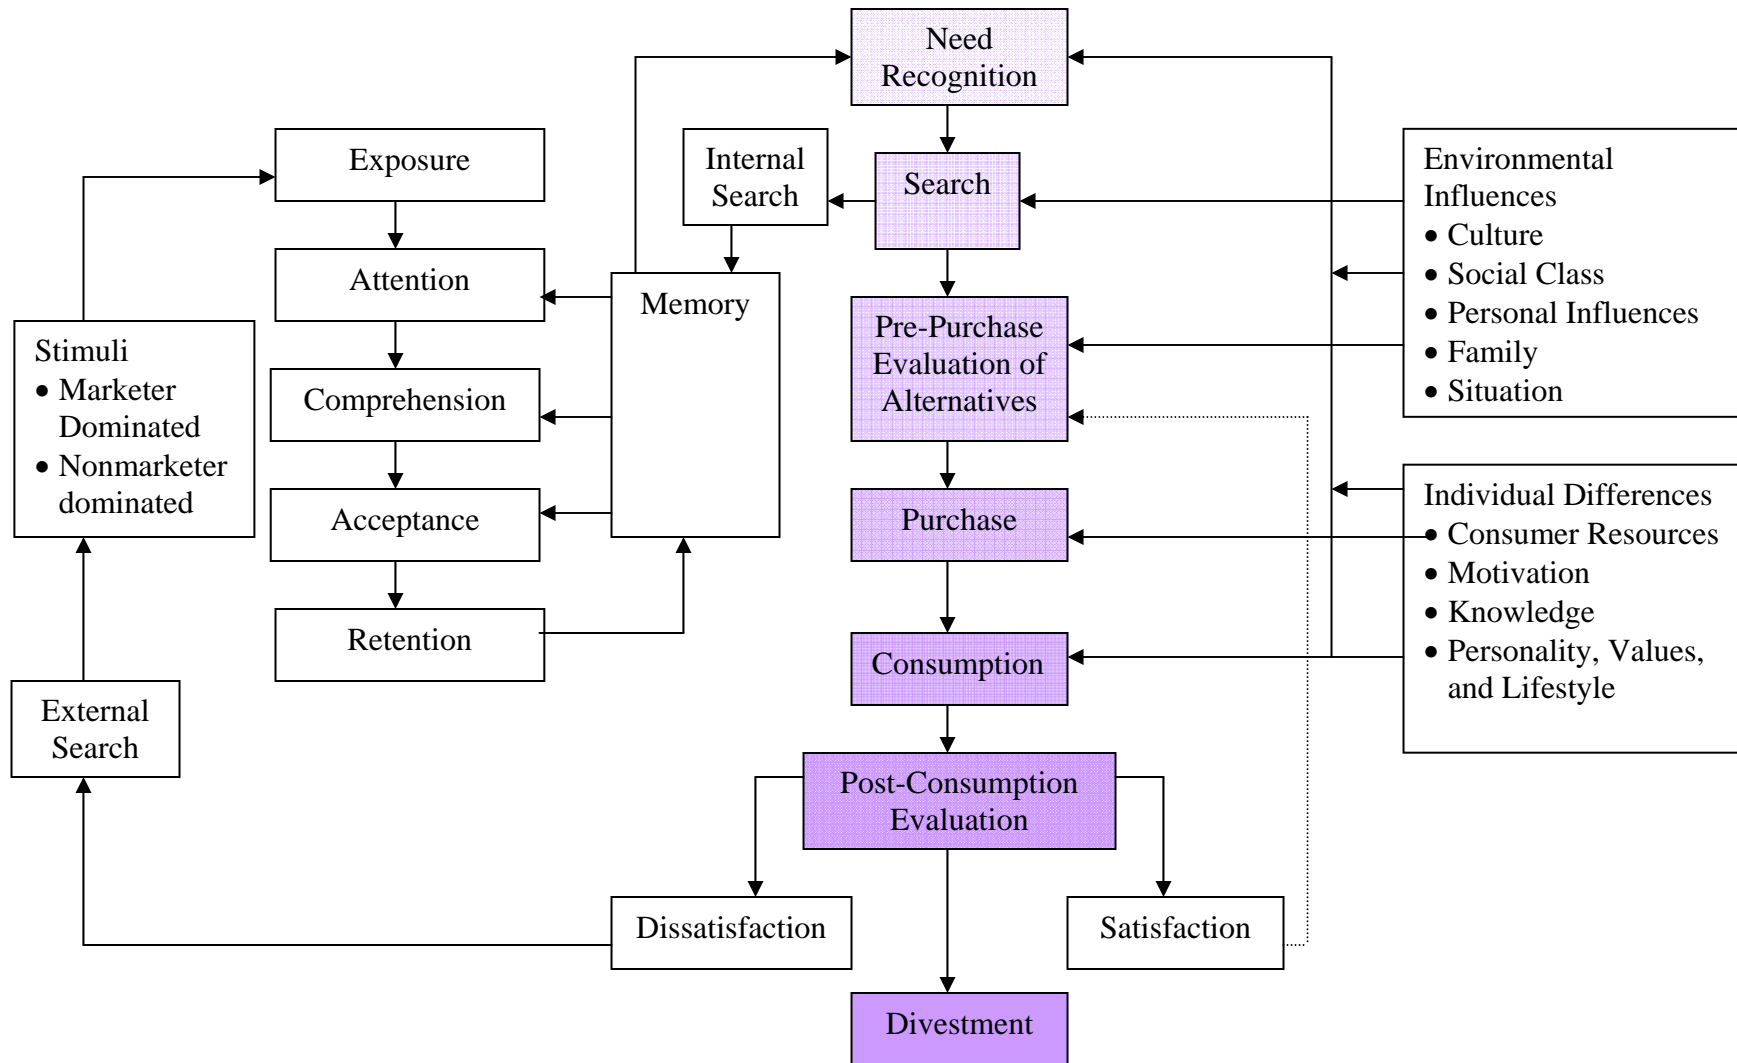 Need
Recognition
Exposure
Internal
Search
Search
Environmental
Influences
• Culture
• Social Class
• Personal Influences
• Family
• Situation
Attention
Memory
Stimuli
• Marketer
Dominated
• Nonmarketer
dominated
Pre-Purchase
Evaluation of
Alternatives
Comprehension
Acceptance
Purchase
Individual Differences
• Consumer Resources
• Motivation
• Knowledge
• Personality, Values,
and Lifestyle
Retention
Consumption
External
Search
Post-Consumption
Evaluation
Dissatisfaction
Satisfaction
Divestment